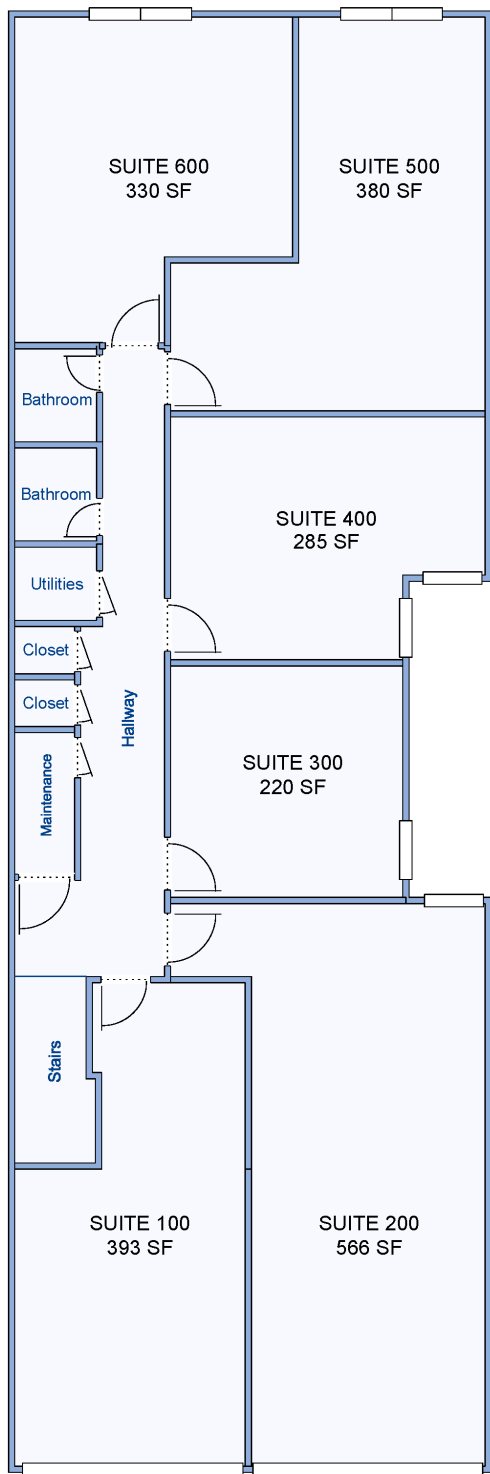 SUITE 600
330 SF
SUITE 500
380 SF
Bathroom
Bathroom
SUITE 400
285 SF
Utilities
Closet
Closet
Hallway
Maintenance
SUITE 300
220 SF
Stairs
SUITE 100
393 SF
SUITE 200
566 SF